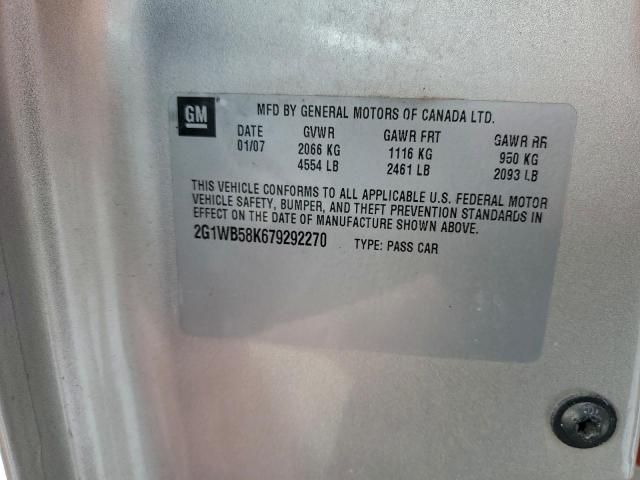 GM
MFD BY GENERAL MOTORS OF CANADA LTD.
DATE GVWR GAWR FRT GAWR RR
01/07 2066 KG 1116 KG 950 KG
4554 LB 2461 LB 2093 LB
THIS VEHICLE CONFORMS TO ALL APPLICABLE U.S. FEDERAL MOTOR
VEHICLE SAFETY, BUMPER, AND THEFT PREVENTION STANDARDS IN
EFFECT ON THE DATE OF MANUFACTURE SHOWN ABOVE.
2G1WB58K679292270 TYPE: PASS CAR